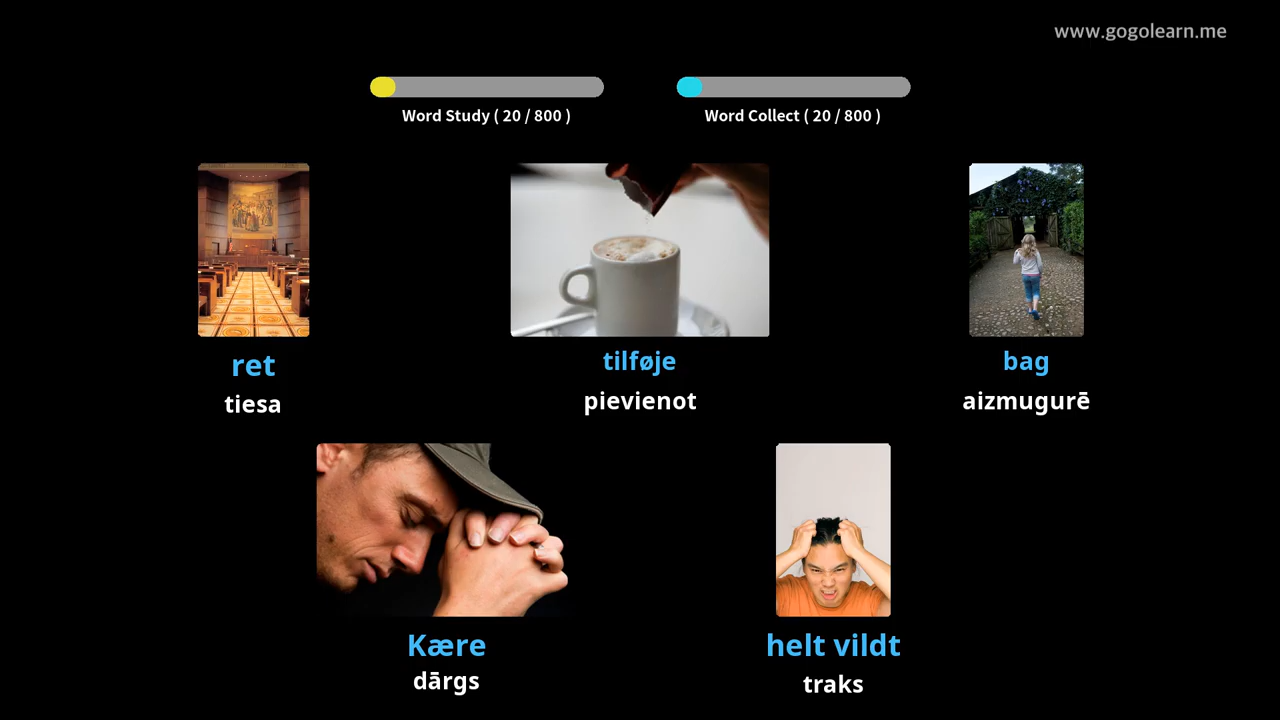 www.gogolearn.me
Word Study ( 20 / 800 )
Word Collect ( 20 / 800 )
ret
tiesa
tilføje
pievienot
bag
aizmugurē
Kære
dārgs
helt vildt
traks